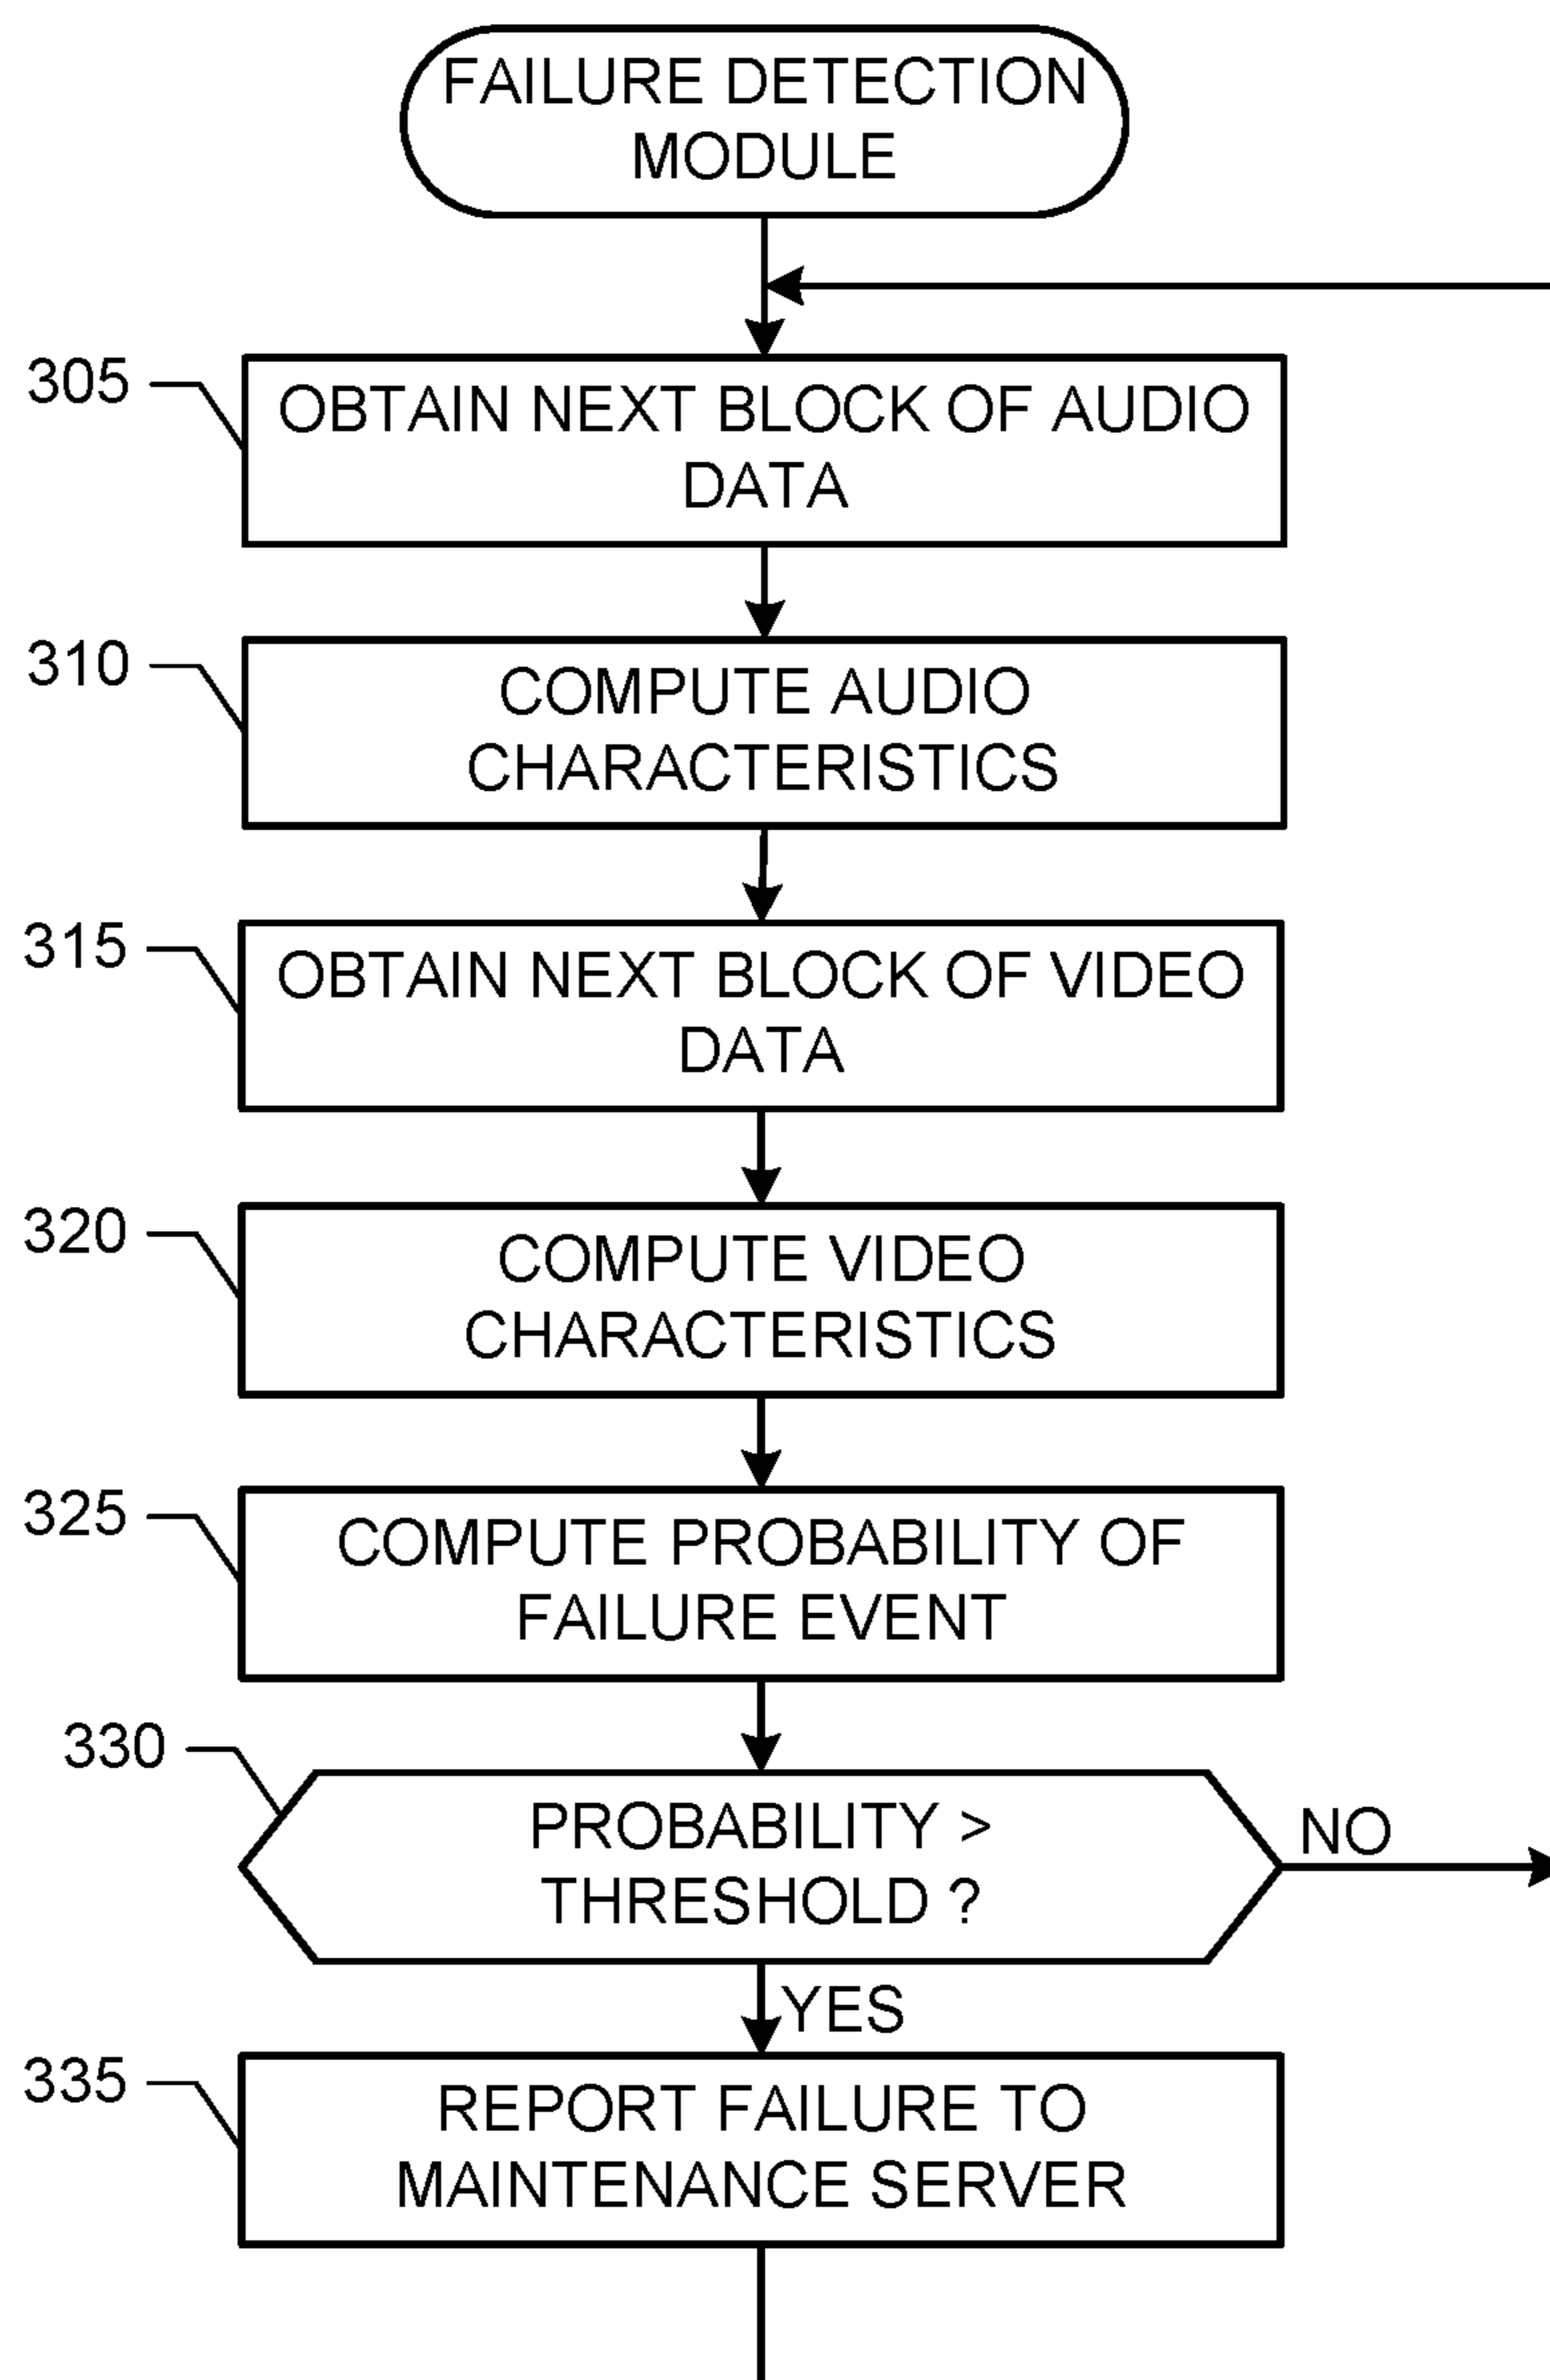 FAILURE DETECTION
MODULE
305
OBTAIN NEXT BLOCK OF AUDIO
DATA
310
COMPUTE AUDIO
CHARACTERISTICS
315
OBTAIN NEXT BLOCK OF VIDEO
DATA
320
COMPUTE VIDEO
CHARACTERISTICS
325
COMPUTE PROBABILITY OF
FAILURE EVENT
330
PROBABILITY >
THRESHOLD ?
NO
YES
335
REPORT FAILURE TO
MAINTENANCE SERVER